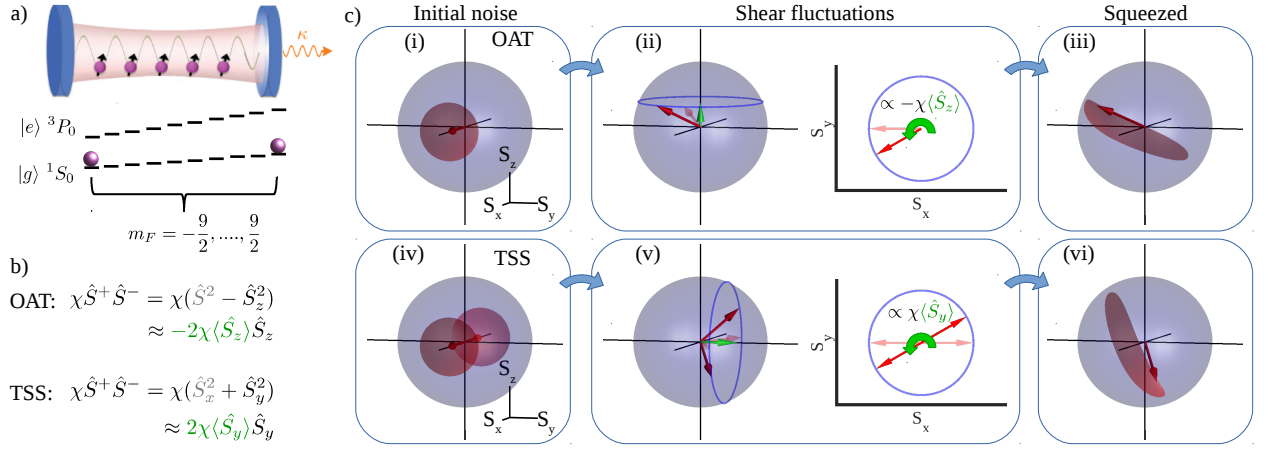 a)
κ
|e⟩ ³P₀
|g⟩ ¹S₀
m_F = −9/2, ...., 9/2
b)
OAT: χŜ⁺Ŝ⁻ = χ(Ŝ² − Ŝ_z²)
≈ −2χ⟨Ŝ_z⟩Ŝ_z
TSS: χŜ⁺Ŝ⁻ = χ(Ŝ_x² + Ŝ_y²)
≈ 2χ⟨Ŝ_y⟩Ŝ_y
c)
Initial noise
Shear fluctuations
Squeezed
(i)
OAT
S_z
S_x
S_y
(ii)
∝ −χ⟨Ŝ_z⟩
S_y
S_x
(iii)
(iv)
TSS
S_z
S_x
S_y
(v)
∝ χ⟨Ŝ_y⟩
S_y
S_x
(vi)